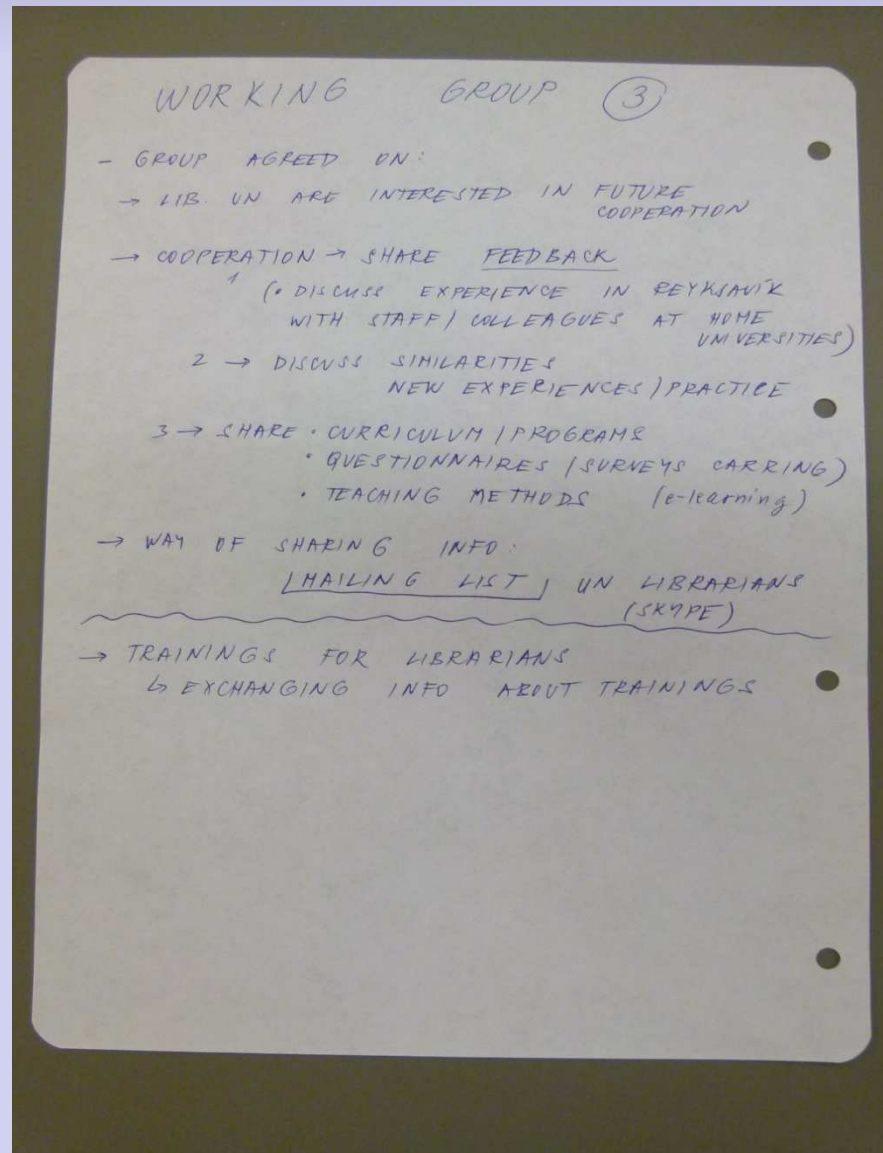 WORKING GROUP 3
- GROUP AGREED ON:
→ LIB. UN ARE INTERESTED IN FUTURE
COOPERATION
→ COOPERATION → SHARE FEEDBACK
1 (• DISCUSS EXPERIENCE IN REYKSAVÍK
WITH STAFF / COLLEAGUES AT HOME
UNIVERSITIES)
2 → DISCUSS SIMILARITIES
NEW EXPERIENCES / PRACTICE
3 → SHARE • CURRICULUM / PROGRAMS
• QUESTIONNAIRES (SURVEYS CARRING)
• TEACHING METHODS (e-learning)
→ WAY OF SHARING INFO:
MAILING LIST UN LIBRARIANS
(SKYPE)
→ TRAININGS FOR LIBRARIANS
↳ EXCHANGING INFO ABOUT TRAININGS